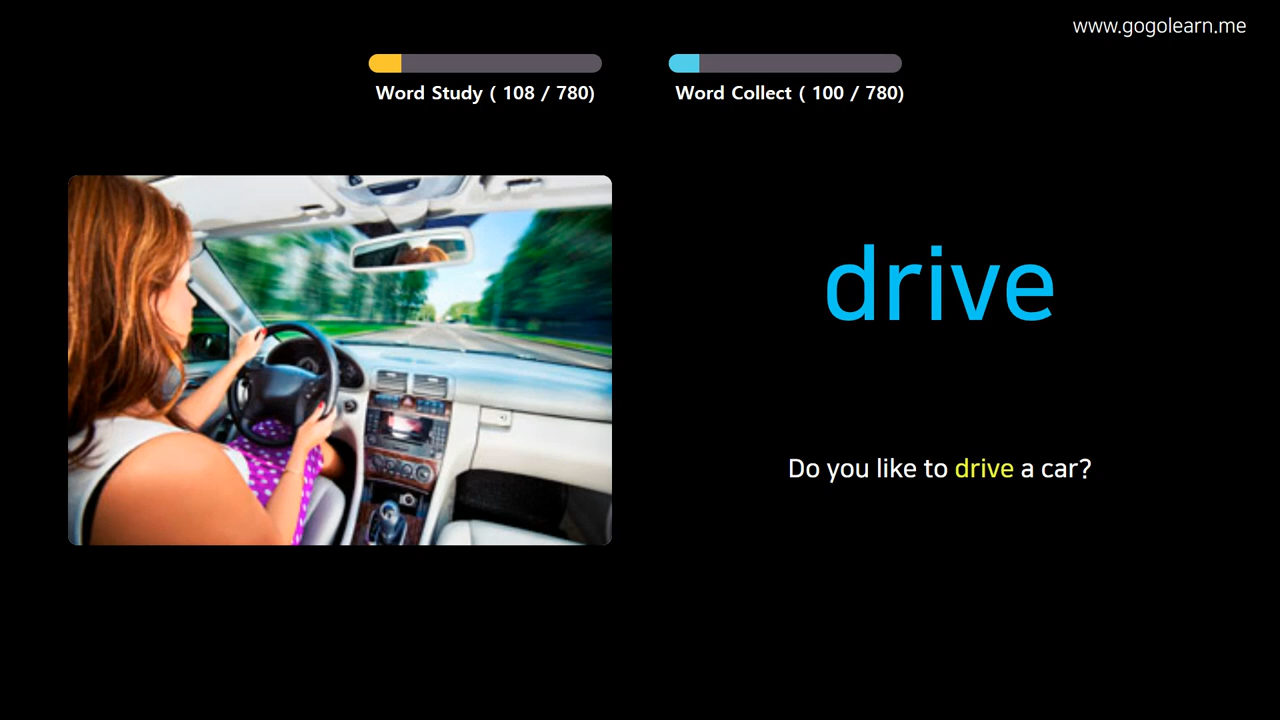 www.gogolearn.me
Word Study ( 108 / 780)
Word Collect ( 100 / 780)
drive
Do you like to drive a car?